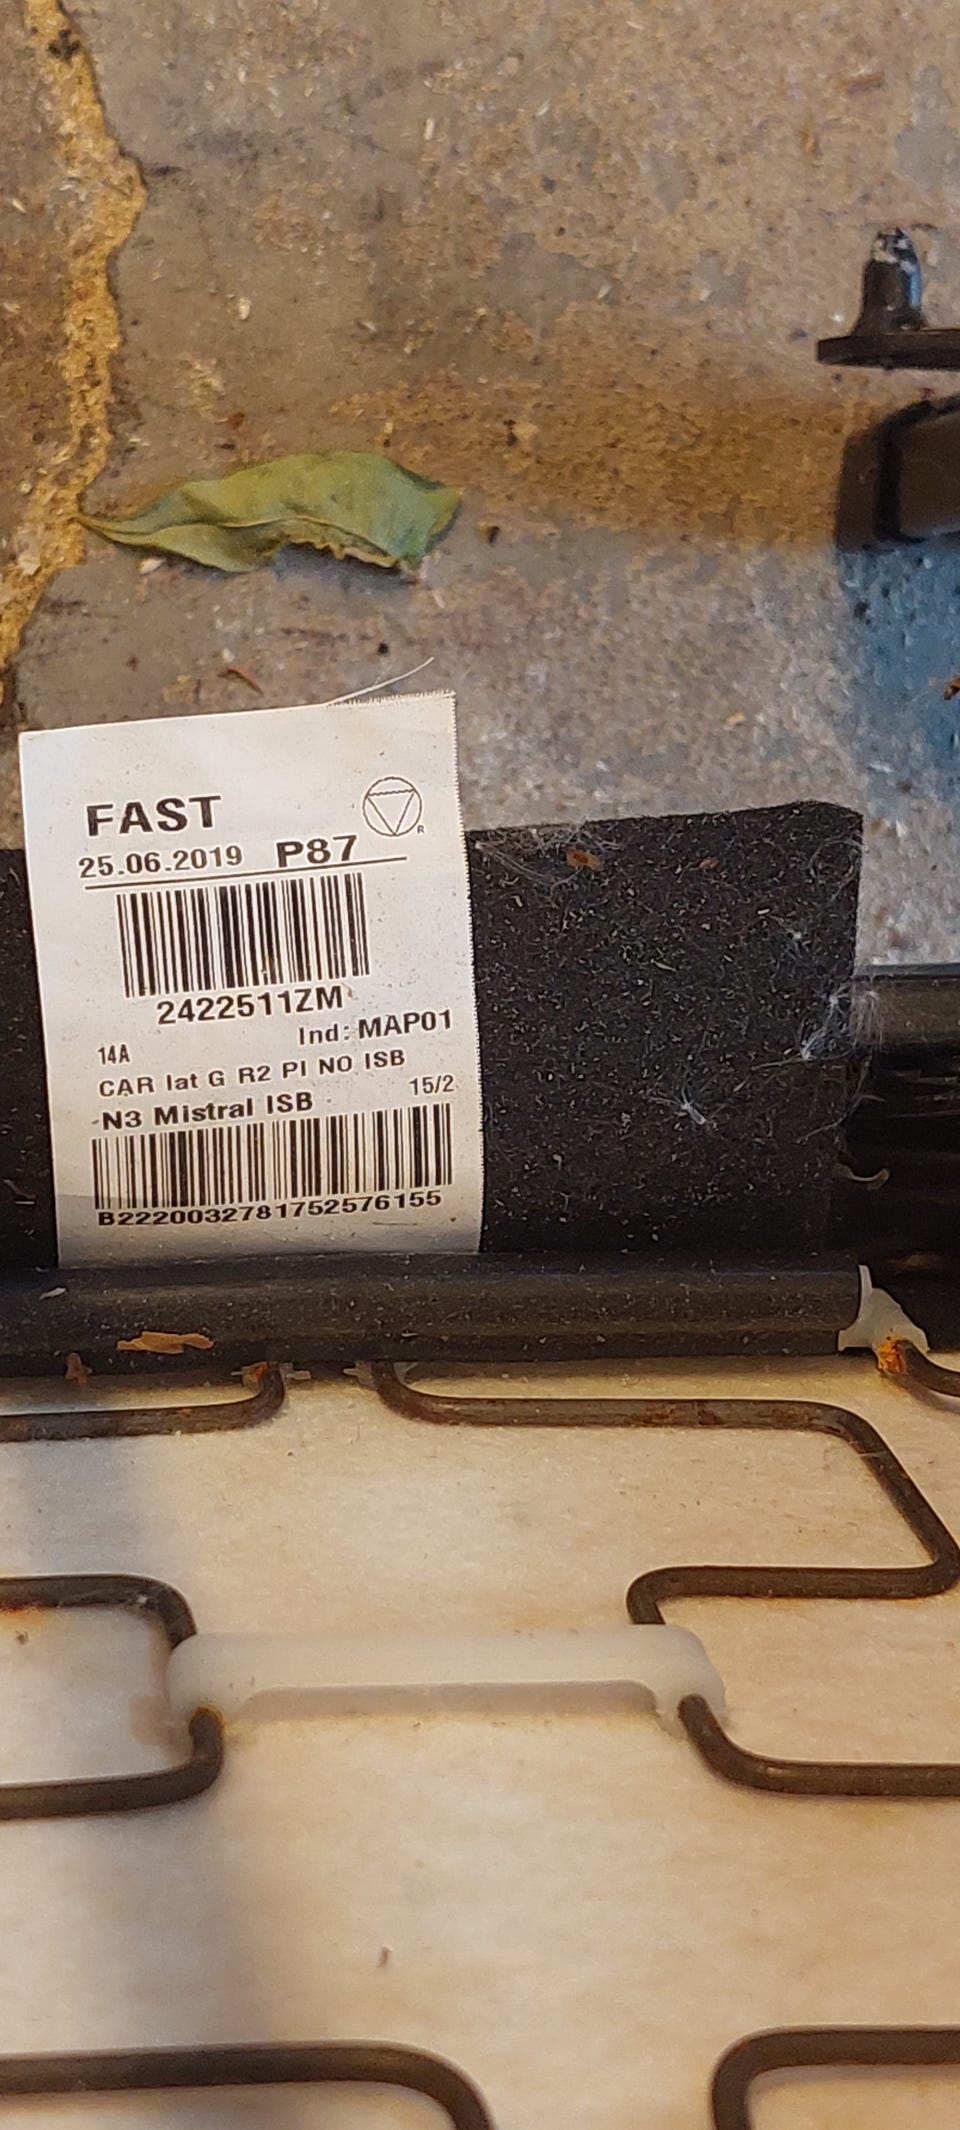 FAST
R
25.06.2019 P87
2422511ZM
Ind: MAP01
14A
CAR lat G R2 PI NO ISB
15/2
-N3 Mistral ISB
B2220032781752576155